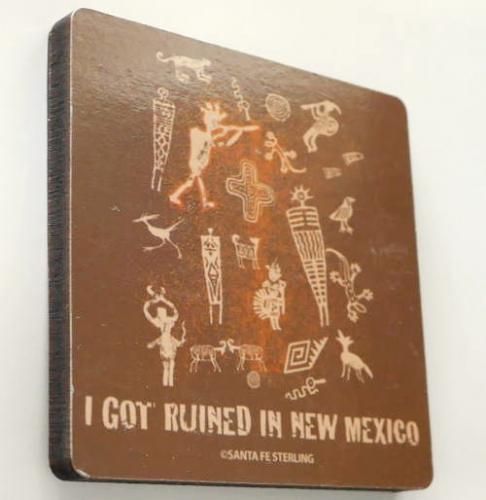 I GOT RUINED IN NEW MEXICO
©SANTA FE STERLING